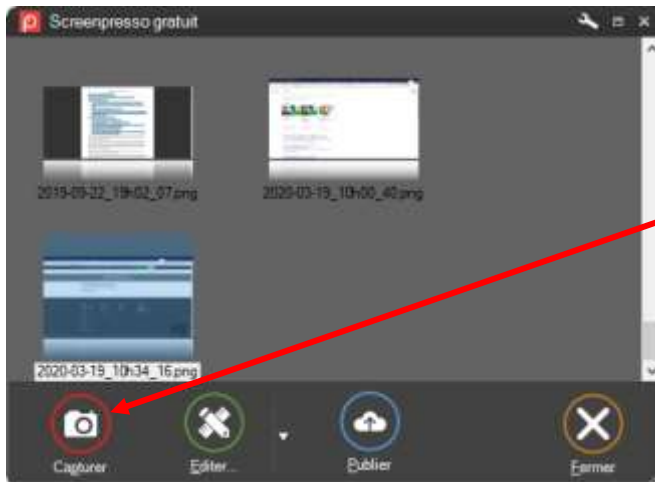 Screenpresso gratuit
2019-09-22_19h02_07.png
2020-03-19_10h00_40.png
2020-03-19_10h34_16.png
Capturer
Editer...
Publier
Fermer